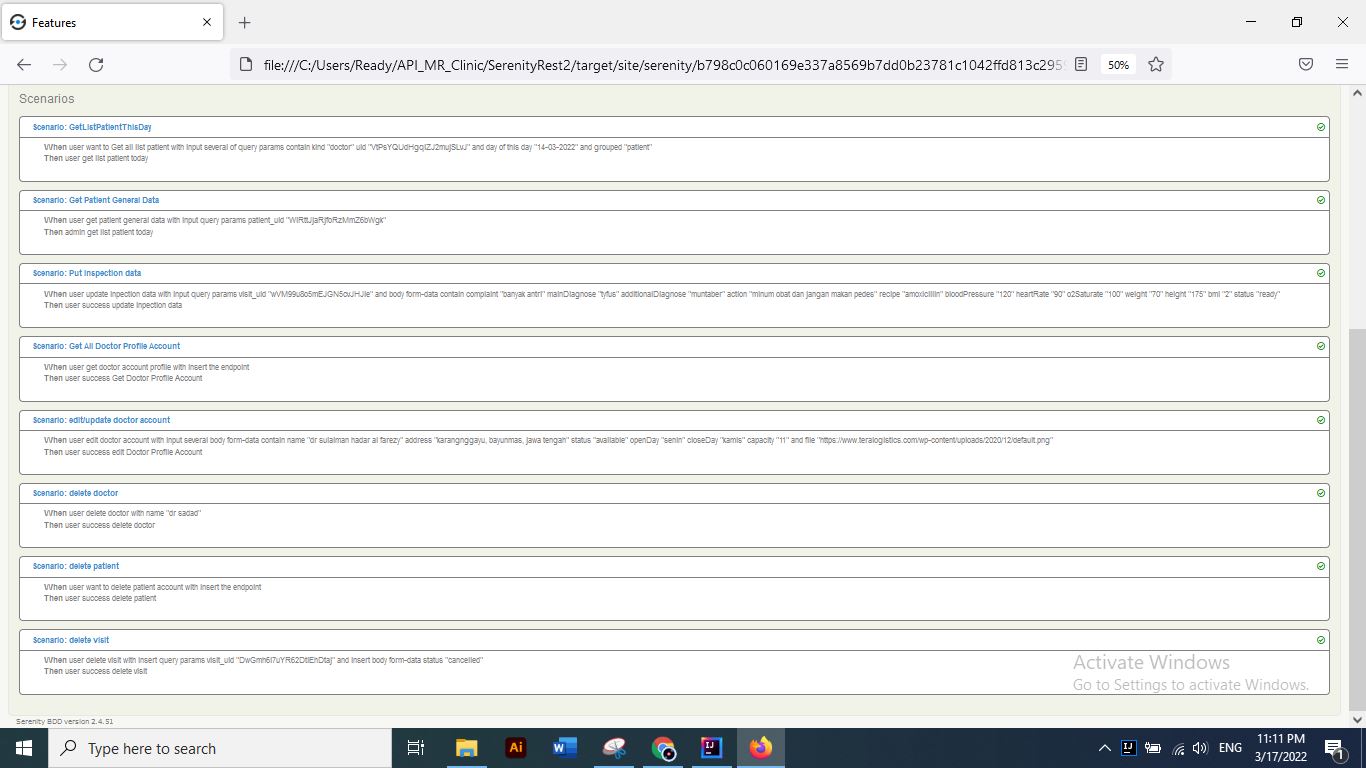 Features
file:///C:/Users/Ready/API_MR_Clinic/SerenityRest2/target/site/serenity/b798c0c060169e337a8569b7dd0b23781c1042ffd813c295
50%
Scenarios
Scenario: GetListPatientThisDay
When user want to Get all list patient with input several of query params contain kind "doctor" uid and day of this day "14-03-2022" and grouped "patient"
Then user get list patient today
Scenario: Get Patient General Data
When user get patient general data with input query params patient_uid
Then admin get list patient today
Scenario: Put inspection data
When user update inpection data with input query params visit_uid and body form-data contain complaint "banyak antri" mainDiagnose "tyfus" additionalDiagnose "muntaber" action "minum obat dan jangan makan pedes" recipe "amoxicillin" bloodPressure "120" heartRate "90" o2Saturate "100" weight "70" height "175" bmi "2" status "ready"
Then user success update inpection data
Scenario: Get All Doctor Profile Account
When user get doctor account profile with insert the endpoint
Then user success Get Doctor Profile Account
Scenario: edit/update doctor account
When user edit doctor account with input several body form-data contain name "dr sulaiman hadar al farezy" address "karangnggayu, bayunmas, jawa tengah" status "available" openDay "senin" closeDay "kamis" capacity "11" and file "https://www.teralogistics.com/wp-content/uploads/2020/12/default.png"
Then user success edit Doctor Profile Account
Scenario: delete doctor
When user delete doctor with name "dr sadad"
Then user success delete doctor
Scenario: delete patient
When user want to delete patient account with insert the endpoint
Then user success delete patient
Scenario: delete visit
When user delete visit with insert query params visit_uid and insert body form-data status "cancelled"
Then user success delete visit
Activate Windows
Go to Settings to activate Windows.
Serenity BDD version 2.4.51
Type here to search
Ai
W
IJ
IJ
ENG
11:11 PM
3/17/2022
1